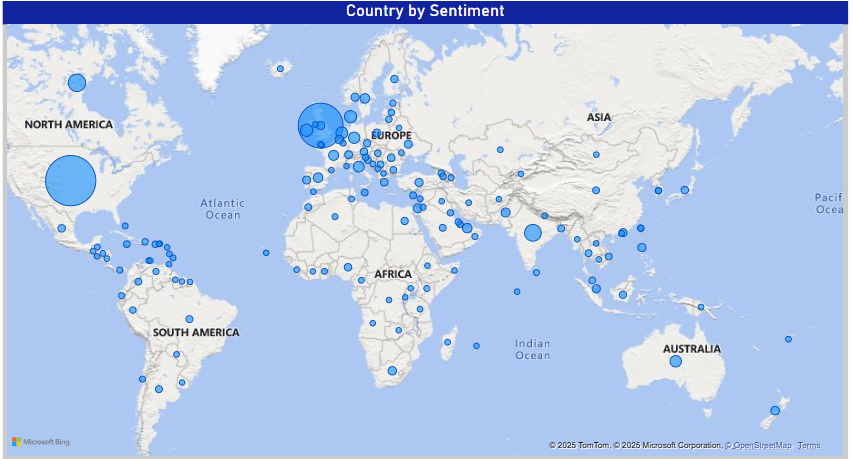 Country by Sentiment
NORTH AMERICA
EUROPE
ASIA
Atlantic
Ocean
Pacif
Ocea
AFRICA
SOUTH AMERICA
Indian
Ocean
AUSTRALIA
Microsoft Bing
© 2025 TomTom, © 2025 Microsoft Corporation, © OpenStreetMap Terms